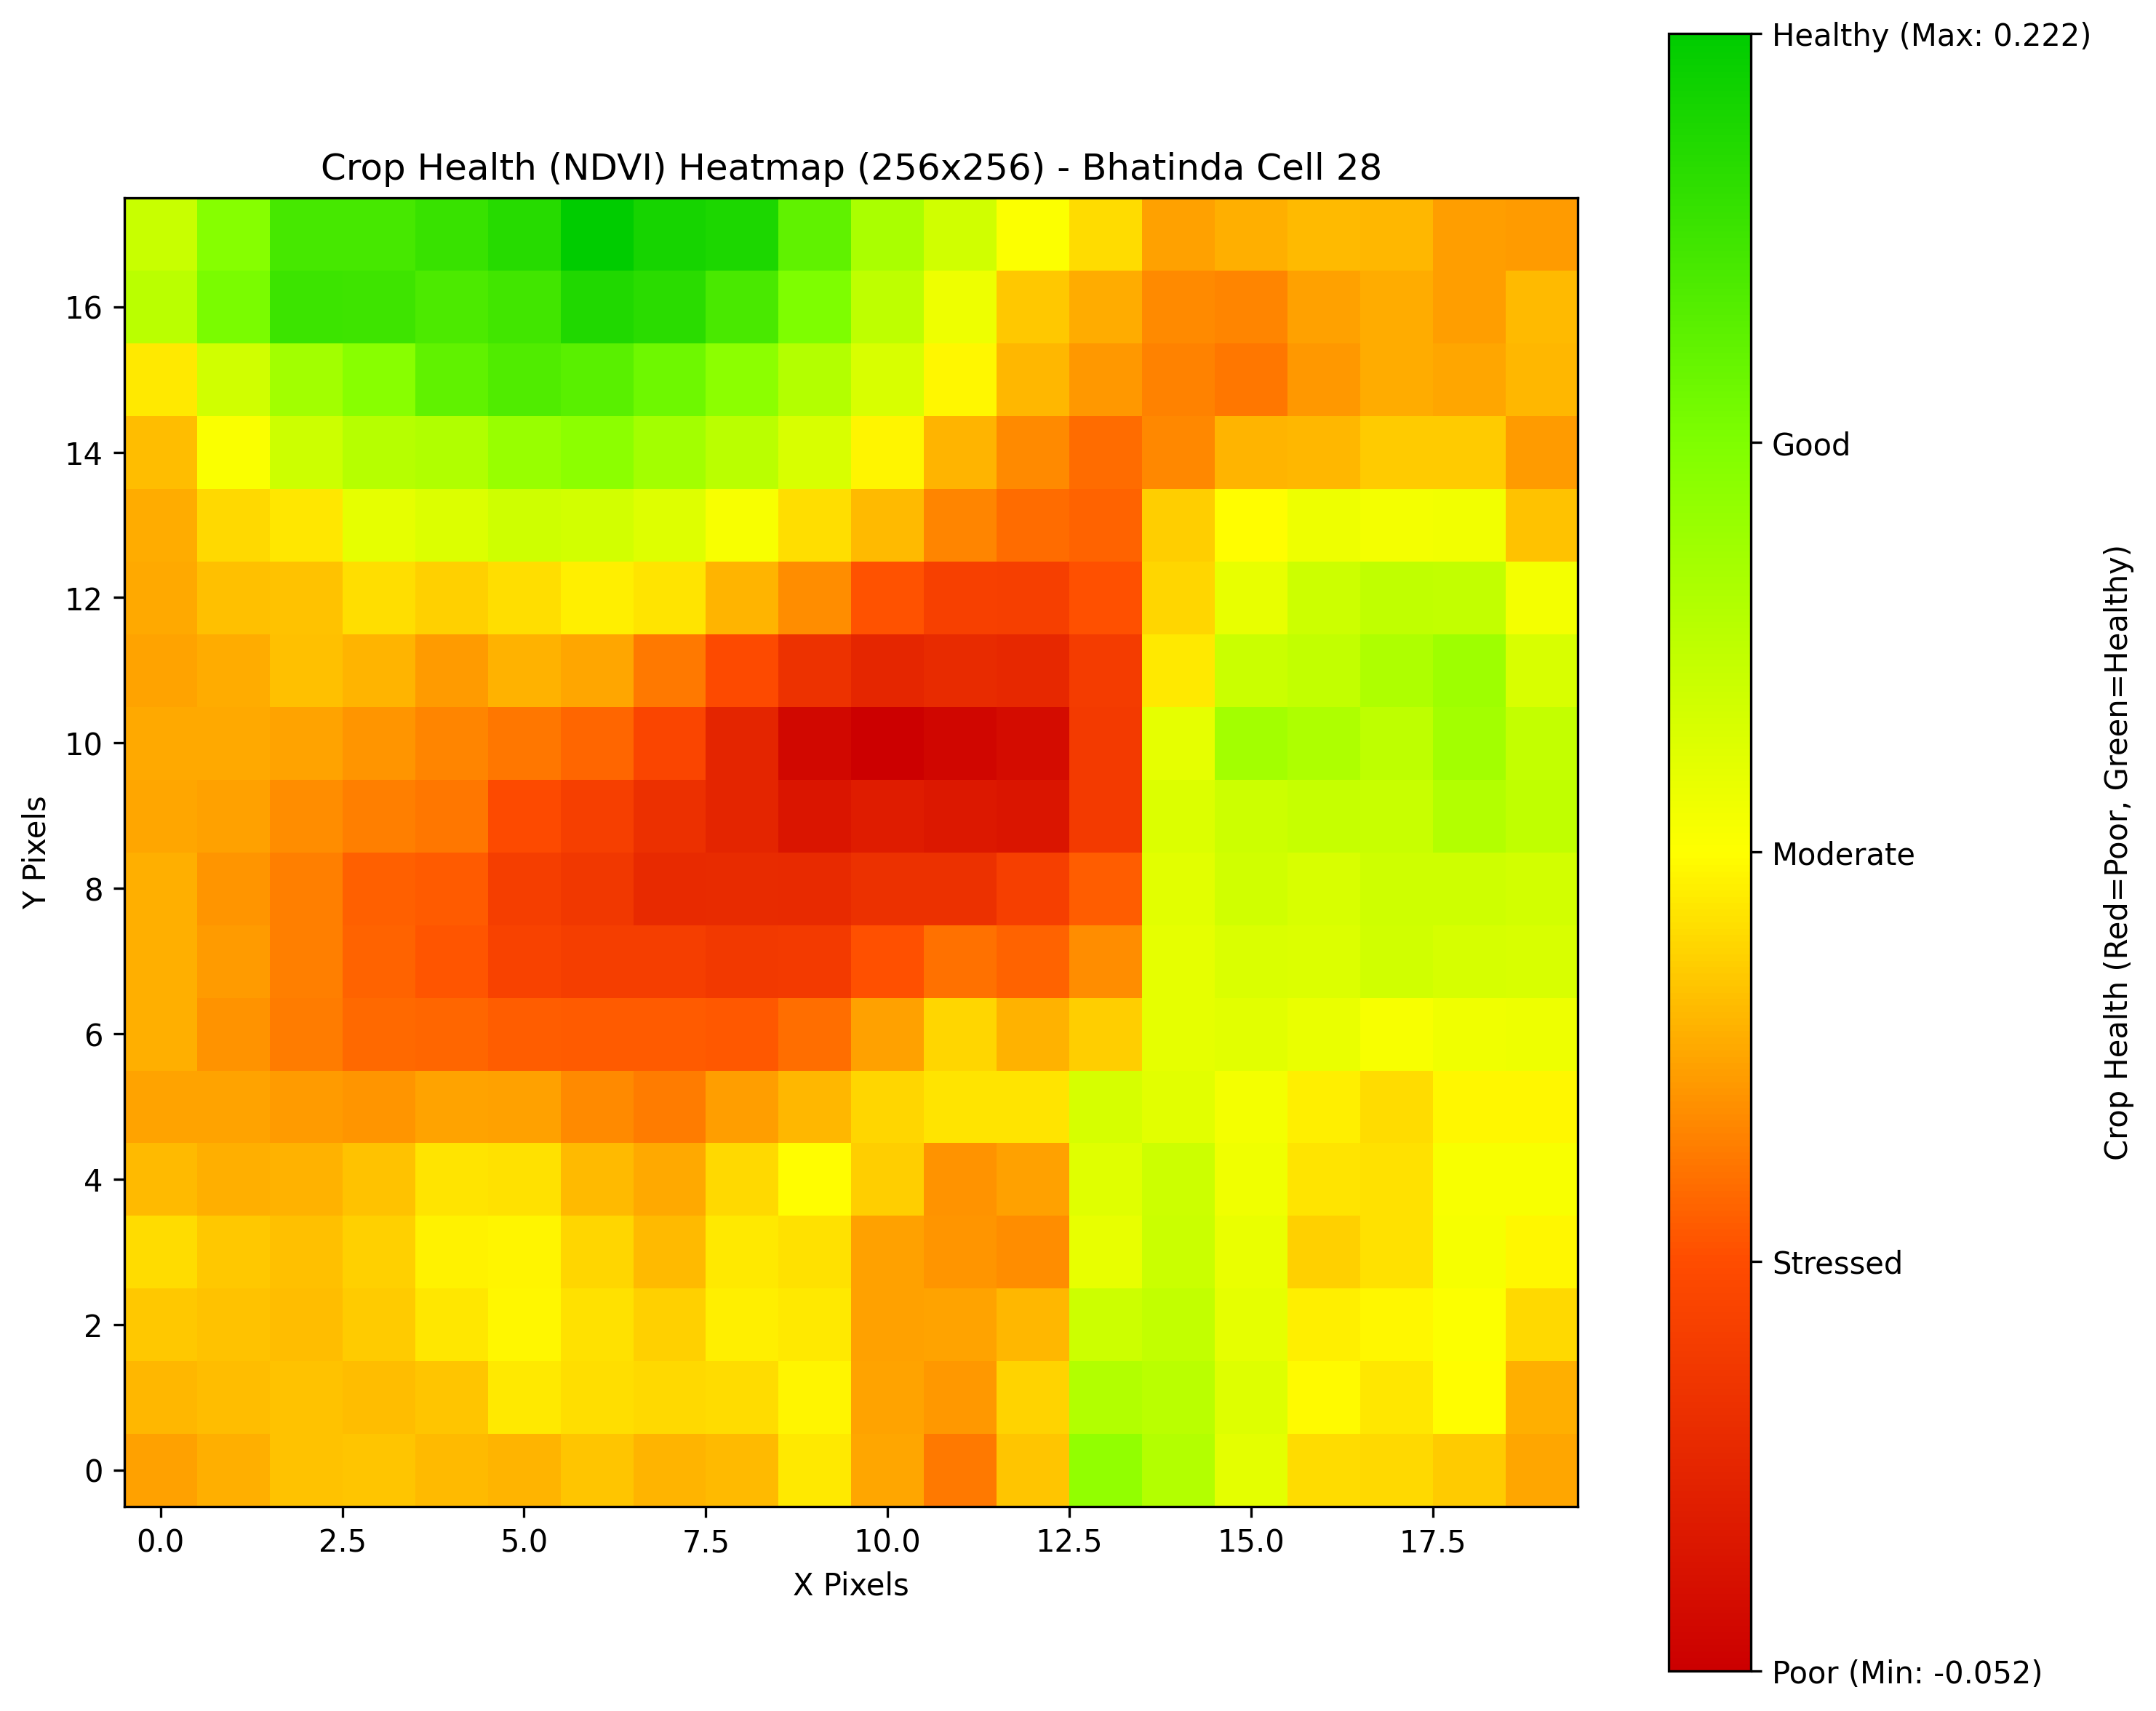 Crop Health (NDVI) Heatmap (256x256) - Bhatinda Cell 28
Y Pixels
16
14
12
10
8
6
4
2
0
0.0 2.5 5.0 7.5 10.0 12.5 15.0 17.5
X Pixels
Healthy (Max: 0.222)
Good
Moderate
Stressed
Poor (Min: -0.052)
Crop Health (Red=Poor, Green=Healthy)